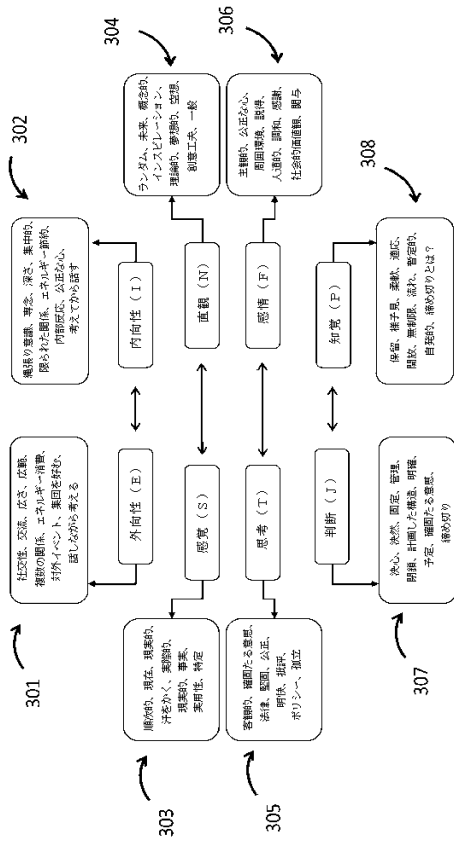 301
社交性、交流、広さ、広範、
複数の関係、エネルギー消費、
対外イベント、集団を好む、
話しながら考える
302
縄張り意識、専念、深さ、集中的、
限られた関係、エネルギー節約、
内部反応、公正な心、
考えてから話す
外向性（E）
内向性（I）
303
順次的、現在、現実的、
汗をかく、実際的、
現実的、事実、
実用性、特定
感覚（S）
直観（N）
304
ランダム、未来、概念的、
インスピレーション、
理論的、夢想的、空想、
創意工夫、一般
305
客観的、確固たる意感、
法律、堅固、公正、
明快、批評、
ポリシー、孤立
思考（T）
感情（F）
306
主観的、公正な心、
周囲環境、説得、
人道的、調和、感謝、
社会的価値観、関与
判断（J）
知覚（P）
307
決心、決然、固定、管理、
閉鎖、計画した構造、明確、
予定、確固たる意感、
締め切り
308
保留、様子見、柔軟、適応、
開放、無制限、流れ、暫定的、
自発的、締め切りとは？